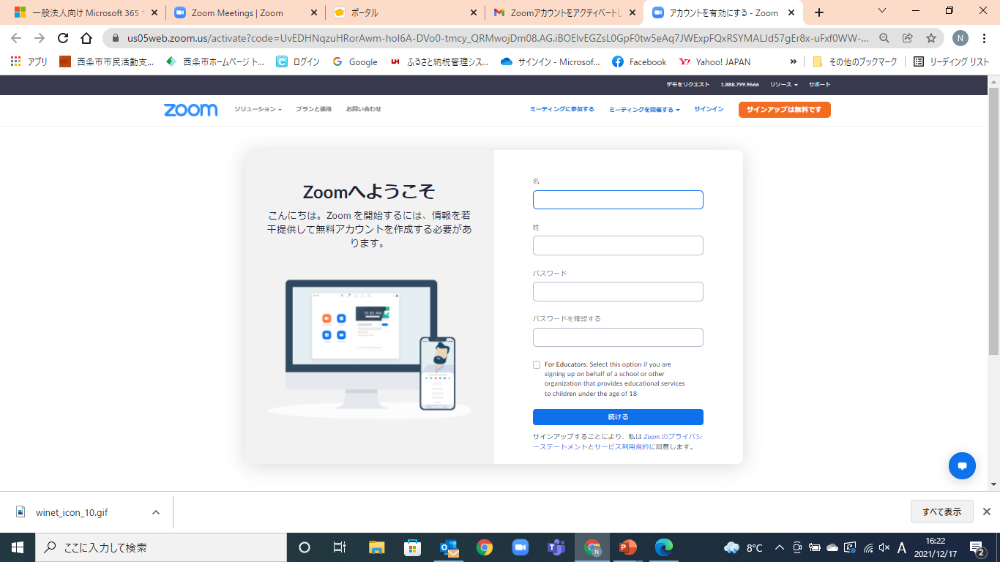 一般法人向け Microsoft 365
Zoom Meetings | Zoom
ポータル
Zoomアカウントをアクティベートし
アカウントを有効にする - Zoom
us05web.zoom.us/activate?code=UvEDHNqzuHRorAwm-hoI6A-DVo0-tmcy_QRMwojDm08.AG.iBOElvEGZsL0GpF0tw5eAq7JWExpFQxRSYMALJd57gEr8x-uFxf0WW-...
N
アプリ
西条市市民活動支...
西条市ホームページ ト...
ログイン
Google
ふるさと納税管理シス...
サインイン - Microsof...
Facebook
Yahoo! JAPAN
»
その他のブックマーク
リーディング リスト
デモをリクエスト 1.888.799.9666 リソース サポート
zoom
ソリューション プランと価格 お問い合わせ
ミーティングに参加する ミーティングを開催する サインイン サインアップは無料です
Zoomへようこそ
こんにちは。Zoom を開始するには、情報を若
干提供して無料アカウントを作成する必要があ
ります。
10:56 AM
名
姓
パスワード
パスワードを確認する
For Educators: Select this option if you are
signing up on behalf of a school or other
organization that provides educational services
to children under the age of 18
続ける
サインアップすることにより、私は Zoom のプライバシ
ーステートメントとサービス利用規約に同意します。
winet_icon_10.gif
すべて表示
ここに入力して検索
8°C
A
16:22
2021/12/17
2